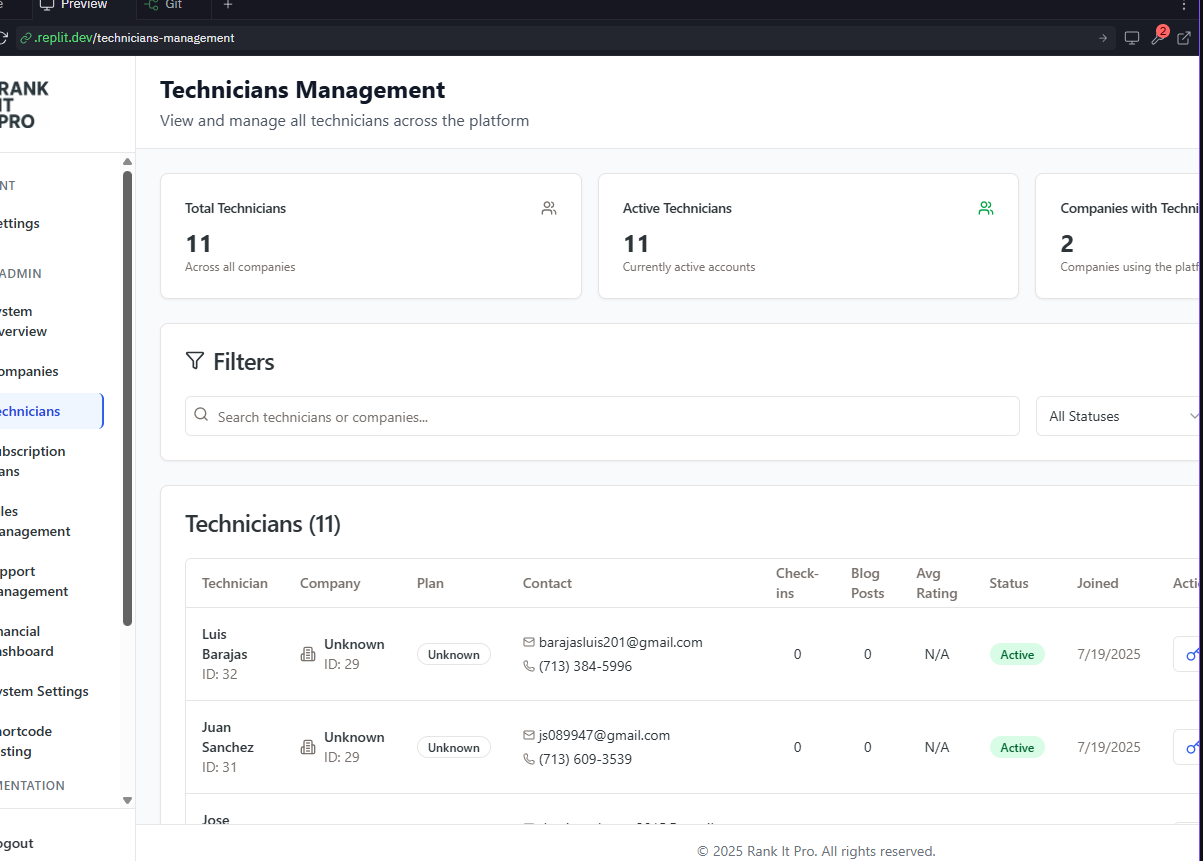 Preview
Git
.replit.dev/technicians-management
2
RANK
IT
PRO
Technicians Management
View and manage all technicians across the platform
NT
ettings
ADMIN
ystem
verview
ompanies
echnicians
ubscription
ans
les
anagement
pport
anagement
nancial
ashboard
ystem Settings
ortcode
sting
MENTATION
ogout
Total Technicians
11
Across all companies
Active Technicians
11
Currently active accounts
Companies with Techni
2
Companies using the platf
Filters
Search technicians or companies...
All Statuses
Technicians (11)
Technician Company Plan Contact Check-ins Blog Posts Avg Rating Status Joined Acti
Luis Barajas ID: 32
Unknown ID: 29
Unknown
barajasluis201@gmail.com
(713) 384-5996
0 0 N/A Active 7/19/2025
Juan Sanchez ID: 31
Unknown ID: 29
Unknown
js089947@gmail.com
(713) 609-3539
0 0 N/A Active 7/19/2025
Jose
© 2025 Rank It Pro. All rights reserved.